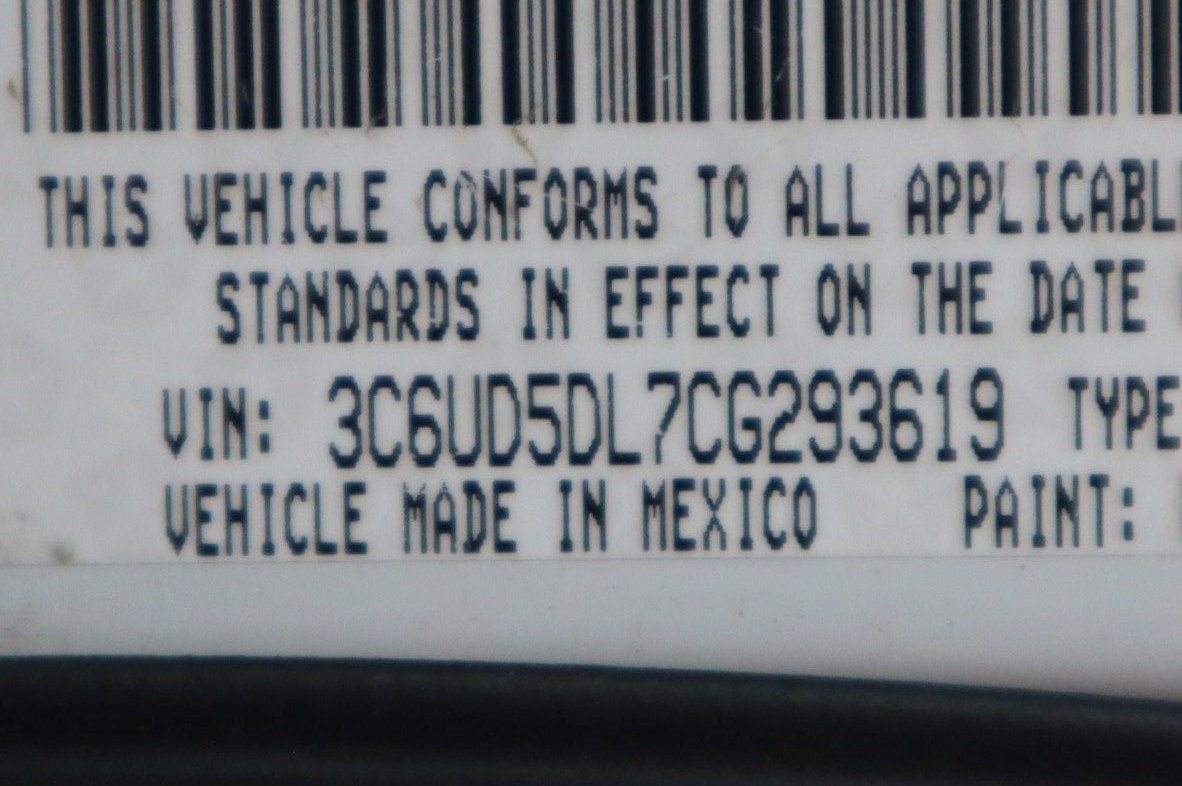 THIS VEHICLE CONFORMS TO ALL APPLICABL
STANDARDS IN EFFECT ON THE DATE
VIN: 3C6UD5DL7CG293619 TYPE
VEHICLE MADE IN MEXICO PAINT: